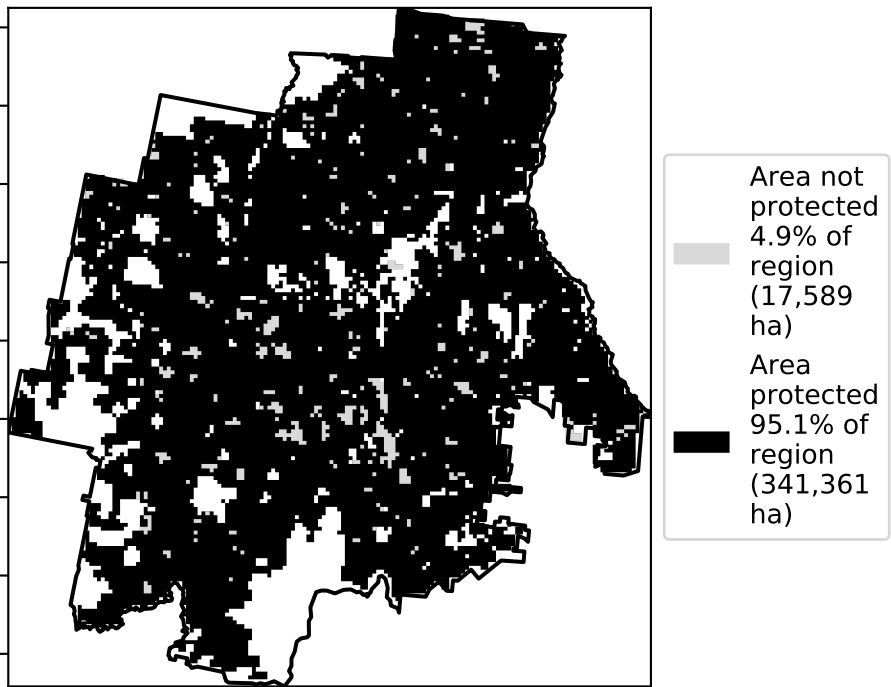 Area not
protected
4.9% of
region
(17,589
ha)
Area
protected
95.1% of
region
(341,361
ha)